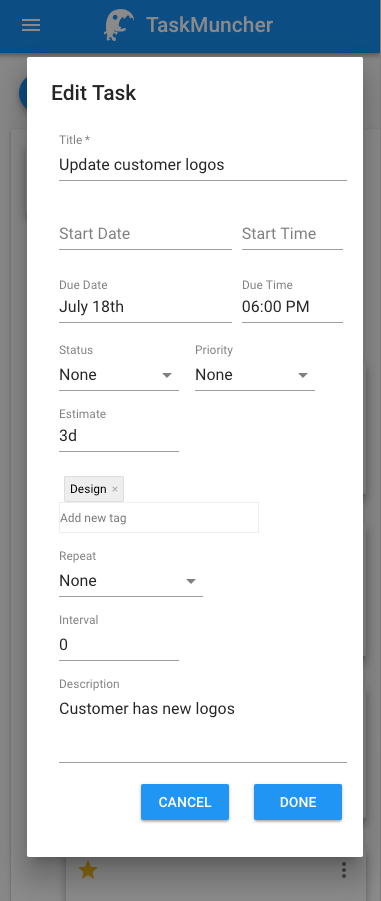 TaskMuncher
Edit Task
Title *
Update customer logos
Start Date Start Time
Due Date Due Time
July 18th 06:00 PM
Status Priority
None None
Estimate
3d
Design ×
Add new tag
Repeat
None
Interval
0
Description
Customer has new logos
CANCEL DONE